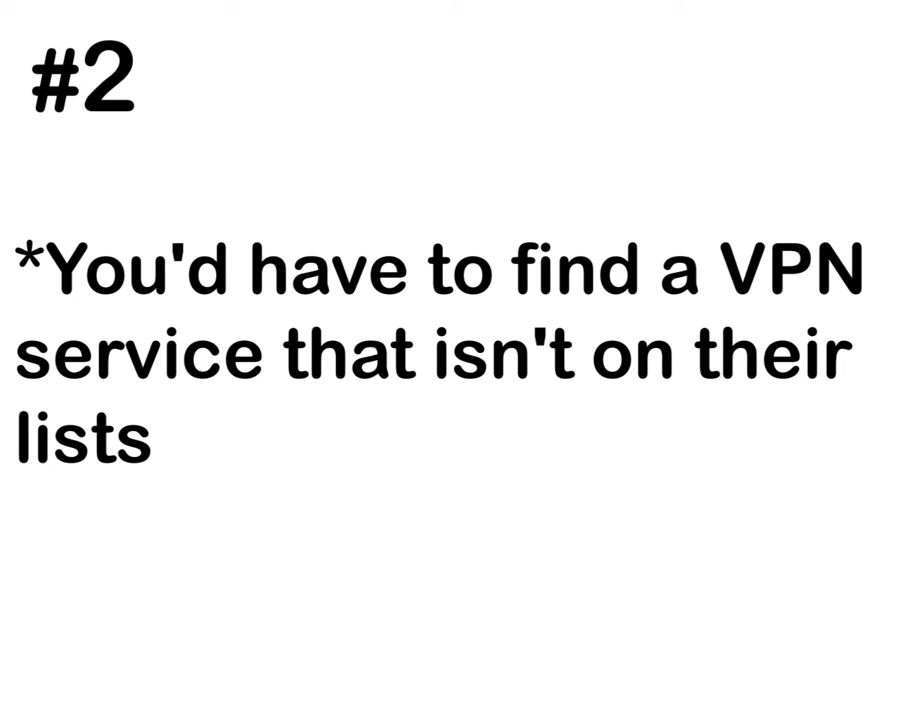 #2
*You'd have to find a VPN
service that isn't on their
lists